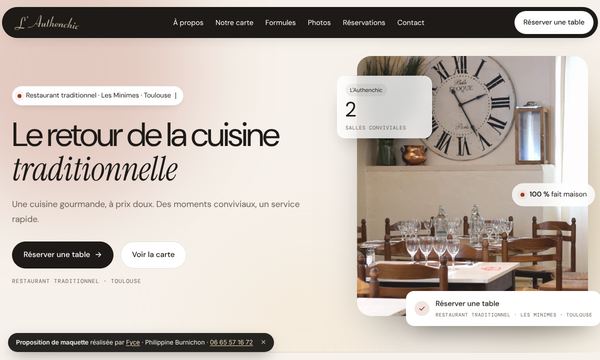 L'Authenchic
À propos
Notre carte
Formules
Photos
Réservations
Contact
Réserver une table
Restaurant traditionnel · Les Minimes · Toulouse |
Le retour de la cuisine
traditionnelle
Une cuisine gourmande, à prix doux. Des moments conviviaux, un service
rapide.
Réserver une table →
Voir la carte
RESTAURANT TRADITIONNEL · TOULOUSE
L'Authenchic
2
SALLES CONVIVIALES
100 % fait maison
Réserver une table
RESTAURANT TRADITIONNEL · LES MINIMES · TOULOUSE
Proposition de maquette réalisée par Fyce · Philippine Burnichon · 06 65 57 16 72 ×